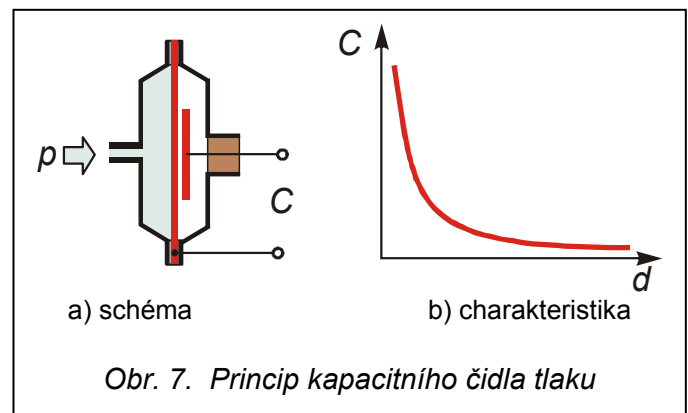 p
C
a) schéma
C
d
b) charakteristika
Obr. 7. Princip kapacitního čidla tlaku